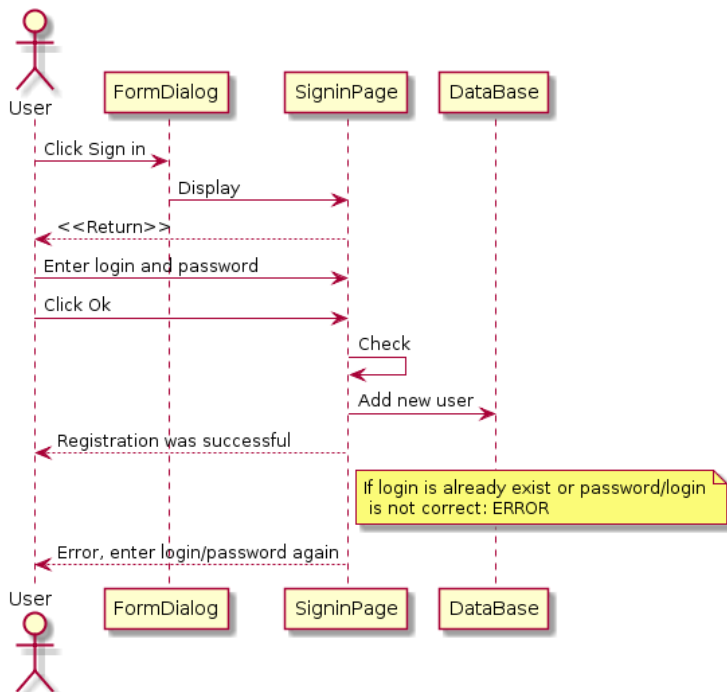 User
FormDialog
SigninPage
DataBase
Click Sign in
Display
<<Return>>
Enter login and password
Click Ok
Check
Add new user
Registration was successful
If login is already exist or password/login
is not correct: ERROR
Error, enter login/password again
User
FormDialog
SigninPage
DataBase